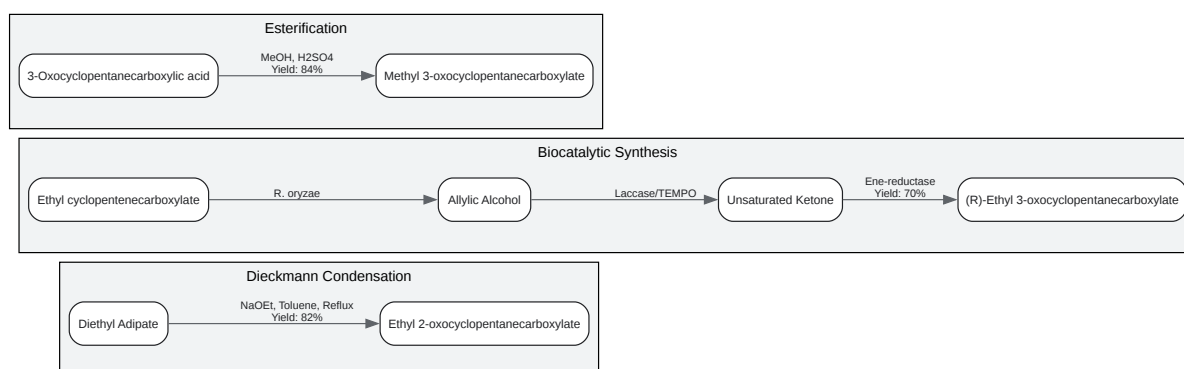 Esterification
3-Oxocyclopentanecarboxylic acid
MeOH, H2SO4
Yield: 84%
Methyl 3-oxocyclopentanecarboxylate
Biocatalytic Synthesis
Ethyl cyclopentenecarboxylate
R. oryzae
Allylic Alcohol
Laccase/TEMPO
Unsaturated Ketone
Ene-reductase
Yield: 70%
(R)-Ethyl 3-oxocyclopentanecarboxylate
Dieckmann Condensation
Diethyl Adipate
NaOEt, Toluene, Reflux
Yield: 82%
Ethyl 2-oxocyclopentanecarboxylate